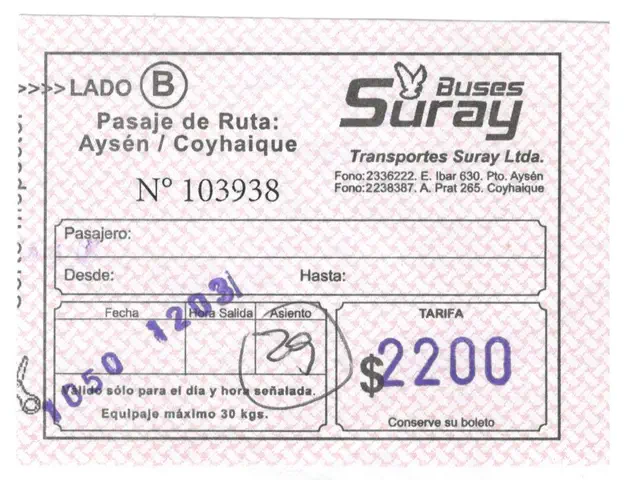 >>>>LADO B
Pasaje de Ruta:
Aysén / Coyhaique
Nº 103938
Buses
Suray
Transportes Suray Ltda.
Fono:2336222. E. Ibar 630. Pto. Aysén
Fono:2238387. A. Prat 265. Coyhaique
Pasajero:
Desde: Hasta:
Fecha Hora Salida Asiento
29
1050 1203
Válido sólo para el día y hora señalada.
Equipaje máximo 30 kgs.
TARIFA
$2200
Conserve su boleto